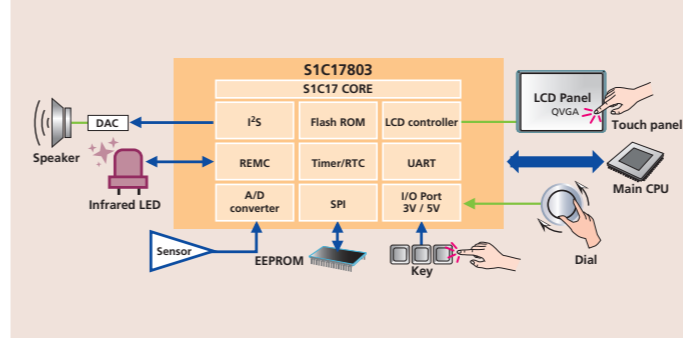 S1C17803
S1C17 CORE
I²S
Flash ROM
LCD controller
REMC
Timer/RTC
UART
A/D
converter
SPI
I/O Port
3V / 5V
DAC
Speaker
Infrared LED
Sensor
EEPROM
Key
LCD Panel
QVGA
Touch panel
Main CPU
Dial